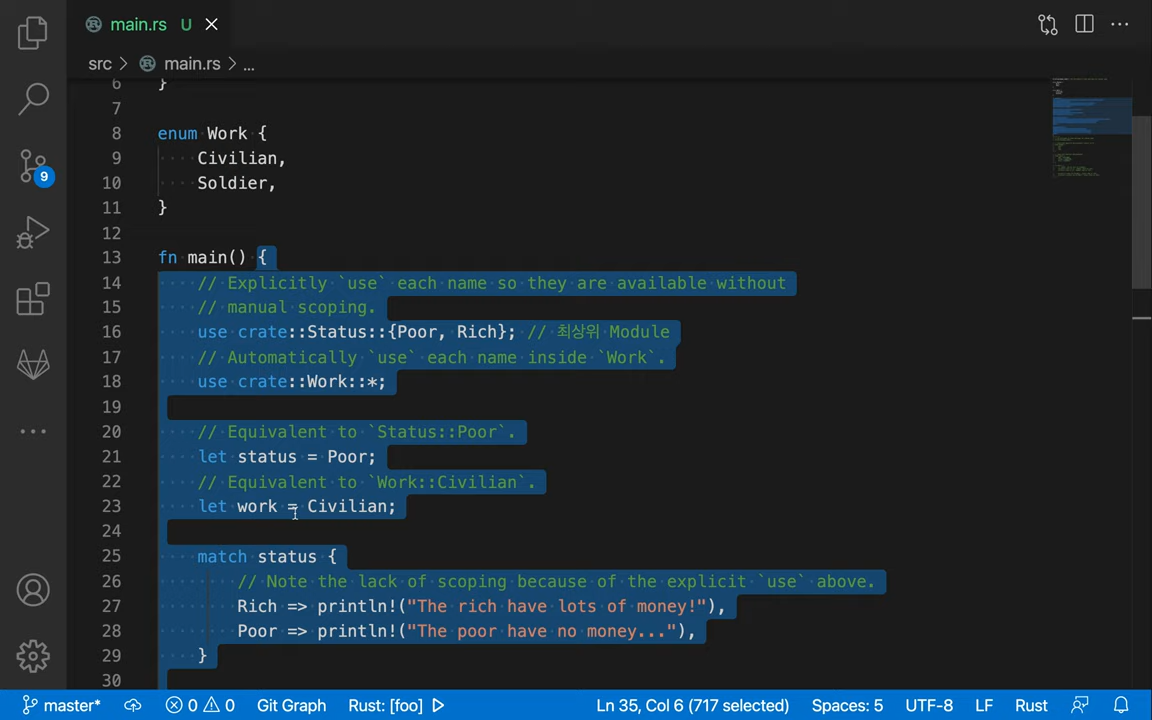 main.rs U
src > main.rs > ...
6 }
7
8 enum Work {
9 Civilian,
10 Soldier,
11 }
12
13 fn main() {
14 // Explicitly `use` each name so they are available without
15 // manual scoping.
16 use crate::Status::{Poor, Rich}; // 최상위 Module
17 // Automatically `use` each name inside `Work`.
18 use crate::Work::*;
19
20 // Equivalent to `Status::Poor`.
21 let status = Poor;
22 // Equivalent to `Work::Civilian`.
23 let work = Civilian;
24
25 match status {
26 // Note the lack of scoping because of the explicit `use` above.
27 Rich => println!("The rich have lots of money!"),
28 Poor => println!("The poor have no money..."),
29 }
30
9
master* 0 0 Git Graph Rust: [foo] Ln 35, Col 6 (717 selected) Spaces: 5 UTF-8 LF Rust